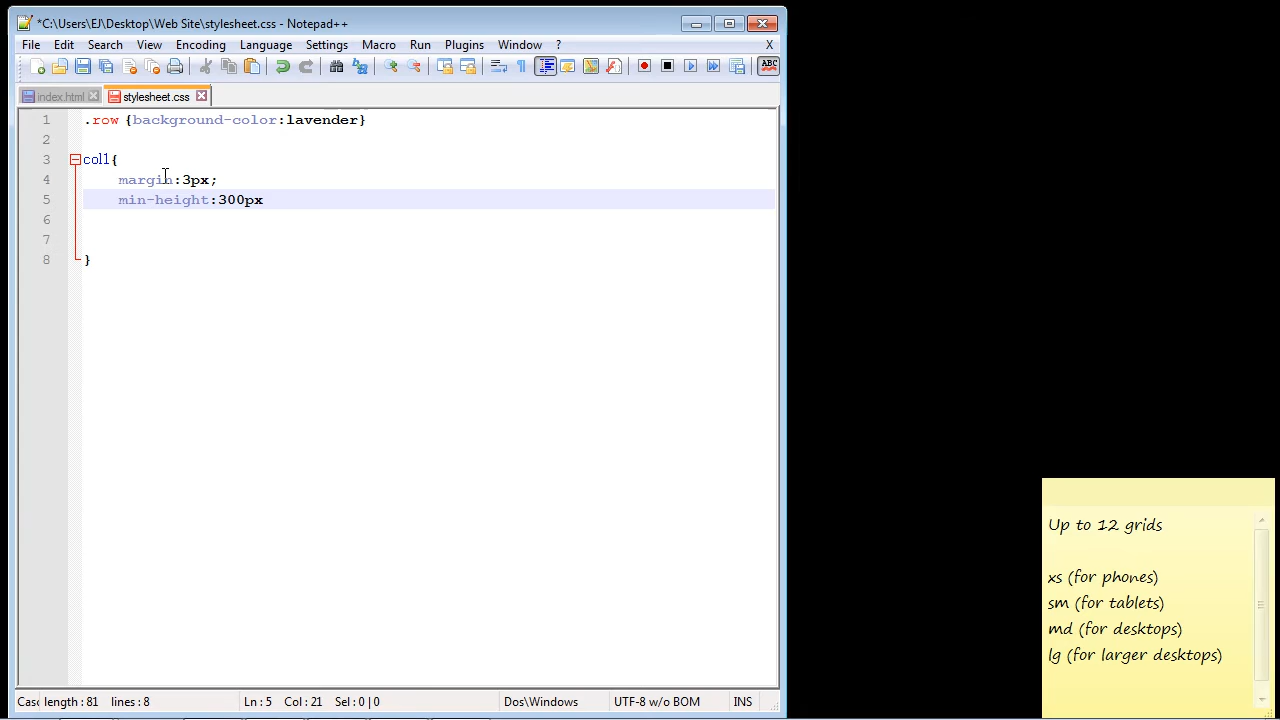 *C:\Users\EJ\Desktop\Web Site\stylesheet.css - Notepad++
File Edit Search View Encoding Language Settings Macro Run Plugins Window ? X
ABC
index.html stylesheet.css
1 .row {background-color:lavender}
2
3 col1{
4 margin:3px;
5 min-height:300px
6
7
8 }
Up to 12 grids
xs (for phones)
sm (for tablets)
md (for desktops)
lg (for larger desktops)
Casc length : 81 lines : 8 Ln : 5 Col : 21 Sel : 0 | 0 Dos\Windows UTF-8 w/o BOM INS